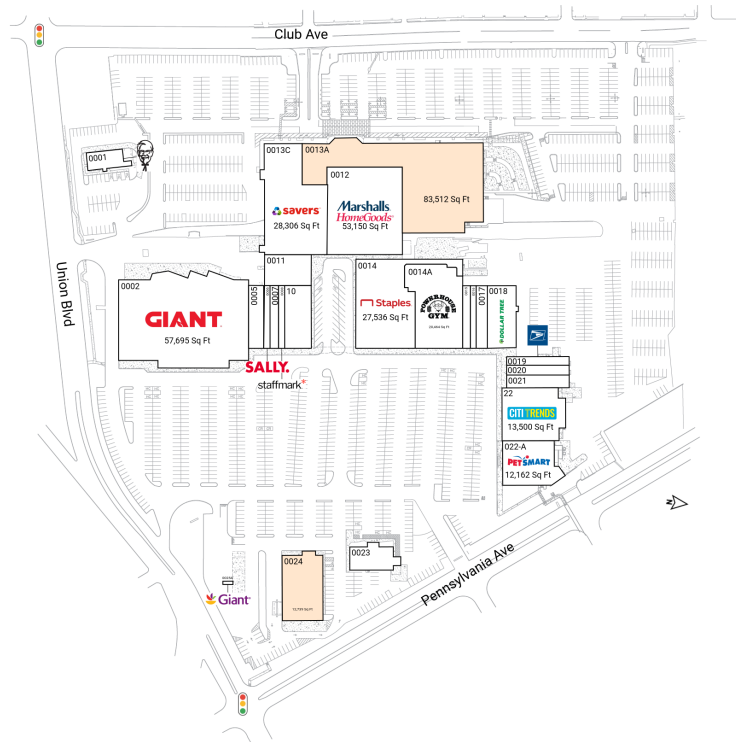 Club Ave
Union Blvd
0001
0013C
0013A
0012
savers
28,306 Sq Ft
Marshalls
HomeGoods
53,150 Sq Ft
83,512 Sq Ft
0011
0002
GIANT
57,695 Sq Ft
0005
0007
10
SALLY.
staffmark
0014
Staples
27,536 Sq Ft
0014A
POWERHOUSE
GYM
0017
0018
DOLLAR TREE
0019
0020
0021
22
CITI TRENDS
13,500 Sq Ft
022-A
PETSMART
12,162 Sq Ft
N
0023
0024
Giant
Pennsylvania Ave